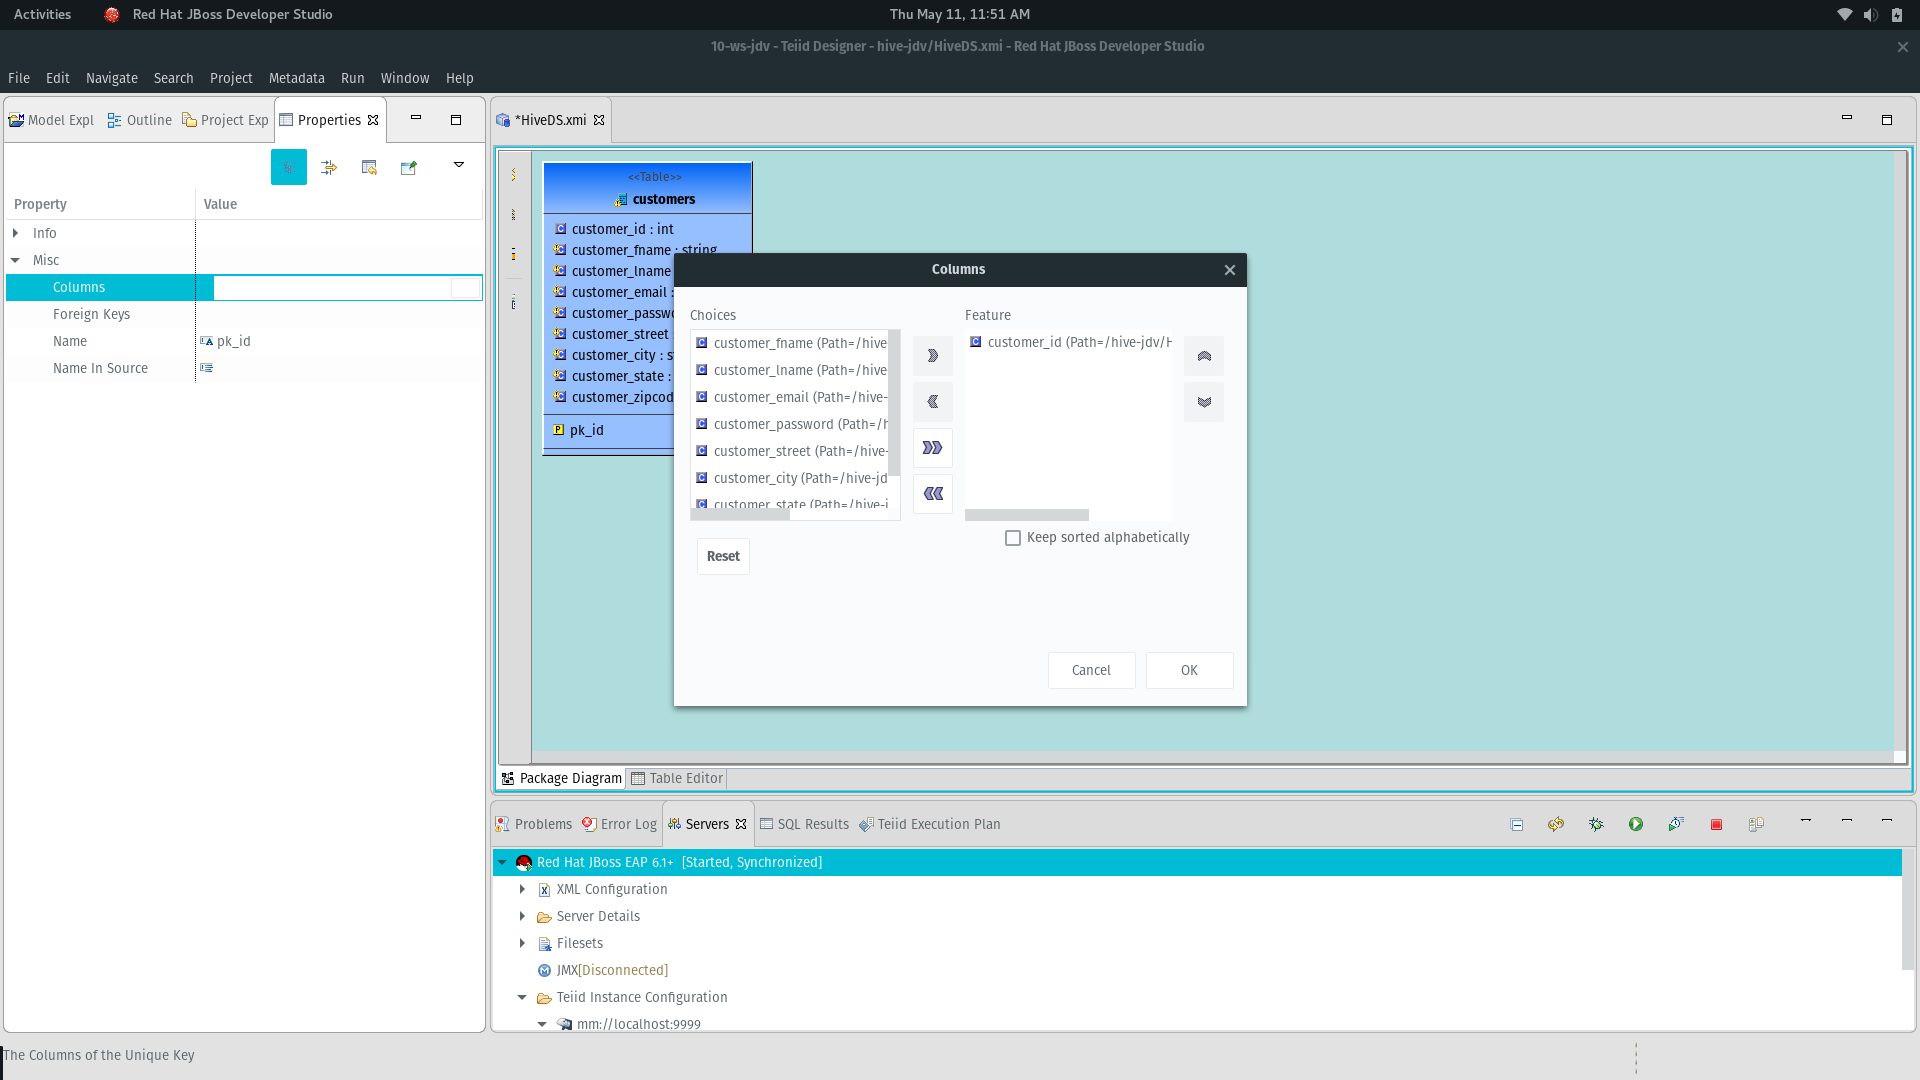 Activities Red Hat JBoss Developer Studio Thu May 11, 11:51 AM
10-ws-jdv - Teiid Designer - hive-jdv/HiveDS.xmi - Red Hat JBoss Developer Studio
File Edit Navigate Search Project Metadata Run Window Help
Model Expl Outline Project Exp Properties
*HiveDS.xmi
Property Value
Info
Misc
Columns
Foreign Keys
Name pk_id
Name In Source
<<Table>>
customers
customer_id : int
customer_fname : string
customer_lname
customer_email :
customer_passwo
customer_street
customer_city : s
customer_state :
customer_zipcod
pk_id
Columns
Choices
customer_fname (Path=/hive
customer_lname (Path=/hive
customer_email (Path=/hive-
customer_password (Path=/h
customer_street (Path=/hive-
customer_city (Path=/hive-jd
customer_state (Path=/hive-j
Feature
customer_id (Path=/hive-jdv/H
Keep sorted alphabetically
Reset
Cancel OK
Package Diagram Table Editor
Problems Error Log Servers SQL Results Teiid Execution Plan
Red Hat JBoss EAP 6.1+ [Started, Synchronized]
XML Configuration
Server Details
Filesets
JMX[Disconnected]
Teiid Instance Configuration
mm://localhost:9999
The Columns of the Unique Key